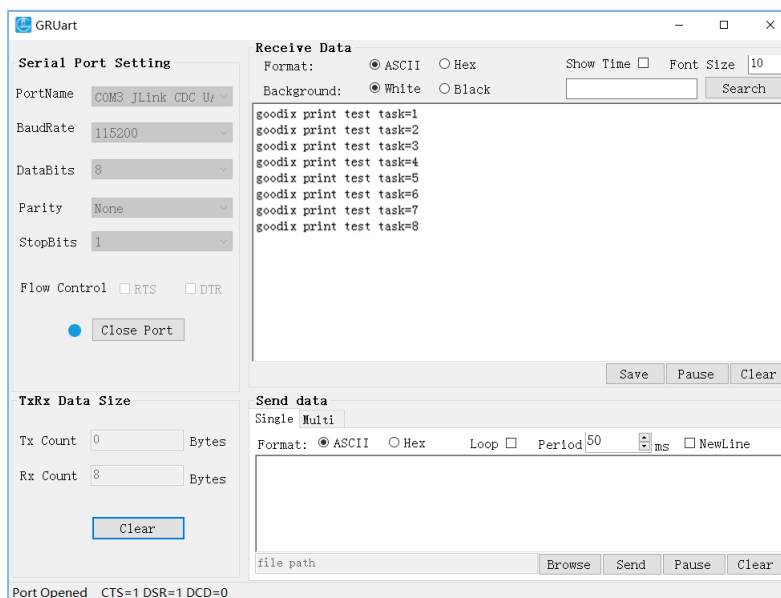 GRUart
Serial Port Setting
PortName COM3 JLink CDC UA
BaudRate 115200
DataBits 8
Parity None
StopBits 1
Flow Control RTS DTR
Close Port
Receive Data
Format: ASCII Hex Show Time Font Size 10
Background: White Black Search
goodix print test task=1
goodix print test task=2
goodix print test task=3
goodix print test task=4
goodix print test task=5
goodix print test task=6
goodix print test task=7
goodix print test task=8
Save Pause Clear
TxRx Data Size
Tx Count 0 Bytes
Rx Count 8 Bytes
Clear
Send data
Single Multi
Format: ASCII Hex Loop Period 50 ms NewLine
file path Browse Send Pause Clear
Port Opened CTS=1 DSR=1 DCD=0